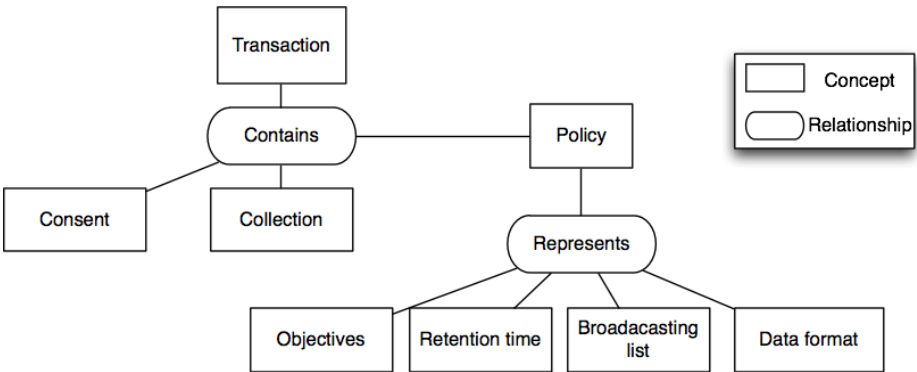 Transaction
Concept
Relationship
Contains
Policy
Consent
Collection
Represents
Objectives
Retention time
Broadacasting
list
Data format